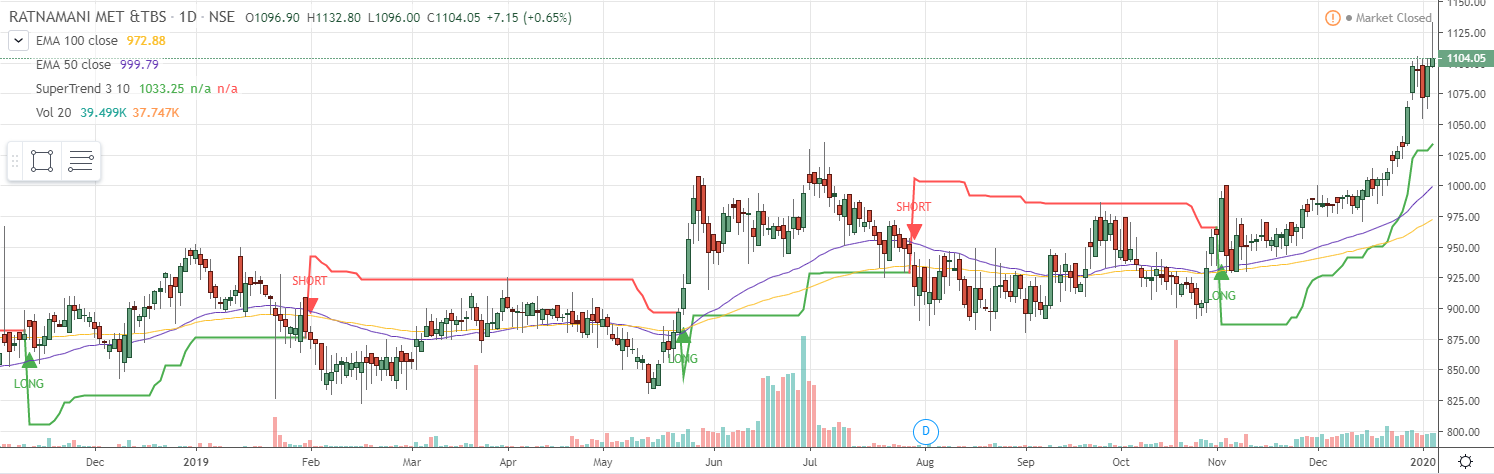 RATNAMANI MET &TBS · 1D · NSE O1096.90 H1132.80 L1096.00 C1104.05 +7.15 (+0.65%)
Market Closed
EMA 100 close 972.88
EMA 50 close 999.79
SuperTrend 3 10 1033.25 n/a n/a
Vol 20 39.499K 37.747K
1150.00
1125.00
1104.05
1075.00
1050.00
1025.00
1000.00
975.00
950.00
925.00
900.00
875.00
850.00
825.00
800.00
LONG
SHORT
LONG
SHORT
LONG
D
Dec 2019 Feb Mar Apr May Jun Jul Aug Sep Oct Nov Dec 2020